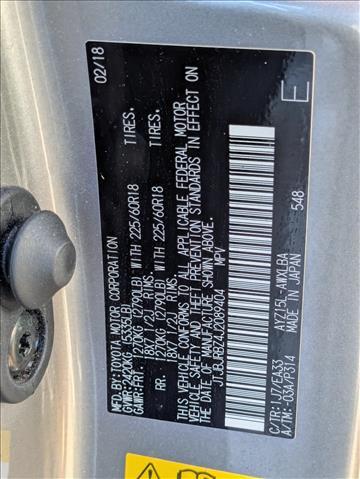 MFD.BY: TOYOTA MOTOR CORPORATION 02/18
GVWR: 2420KG (5335LB)
GAWR: FRT. 1270KG (2790LB) WITH 225/60R18 TIRES.
18X7 1/2J RIMS.
RR. 1270KG (2790LB) WITH 225/60R18 TIRES.
18X7 1/2J RIMS.
THIS VEHICLE CONFORMS TO ALL APPLICABLE FEDERAL MOTOR
VEHICLE SAFETY AND THEFT PREVENTION STANDARDS IN EFFECT ON
THE DATE OF MANUFACTURE SHOWN ABOVE.
JTJBJRBZ4J2089404 MPV
C/TR: 1J7/EA33 AYZ15L-AWXLBA
A/TM: -03A/P314 MADE IN JAPAN 548
E